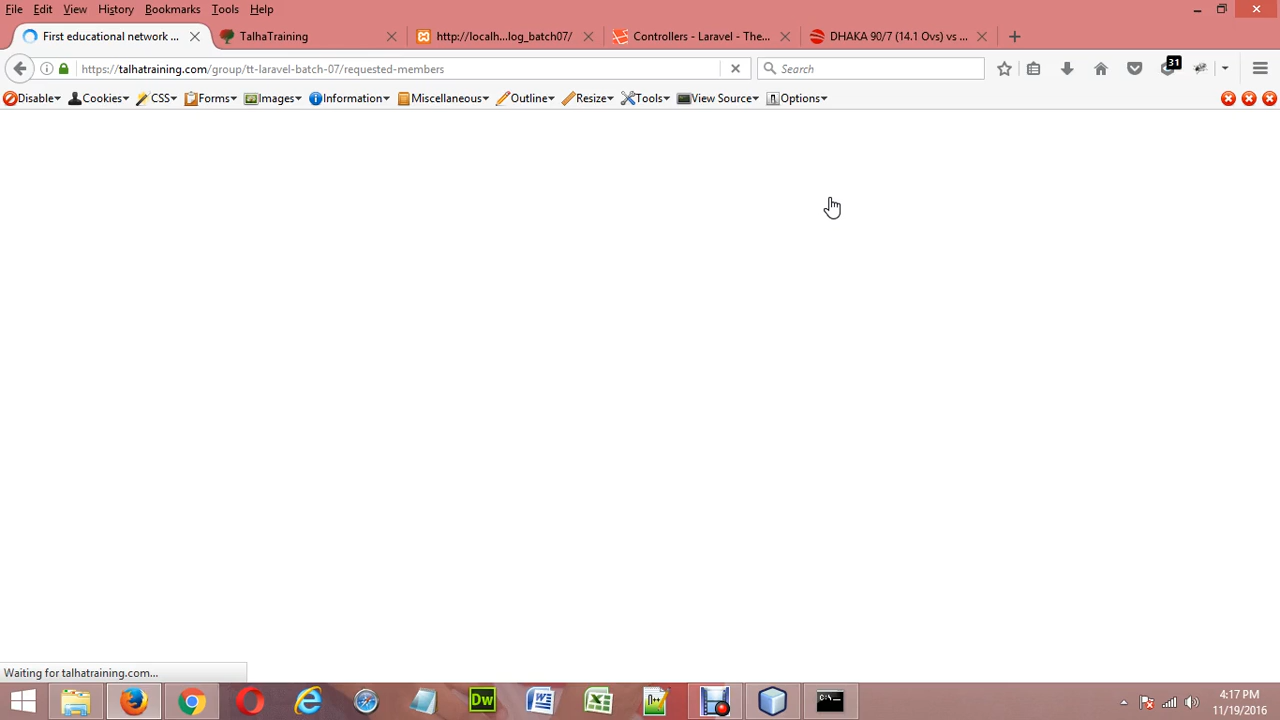 File Edit View History Bookmarks Tools Help
First educational network ... TalhaTraining http://localh...log_batch07/ Controllers - Laravel - The... DHAKA 90/7 (14.1 Ovs) vs ...
https://talhatraining.com/group/tt-laravel-batch-07/requested-members Search 31
Disable Cookies CSS Forms Images Information Miscellaneous Outline Resize Tools View Source Options
Waiting for talhatraining.com...
Dw
4:17 PM
11/19/2016